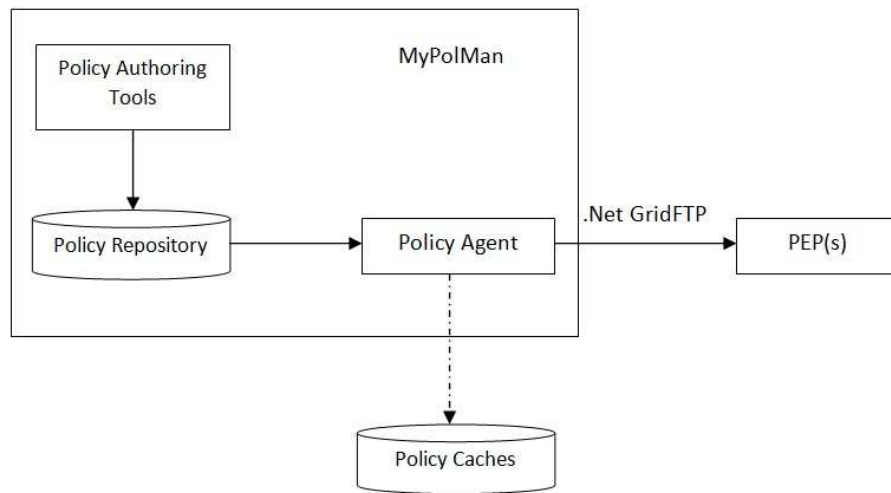 MyPolMan
Policy Authoring
Tools
Policy Repository
Policy Agent
.Net GridFTP
PEP(s)
Policy Caches